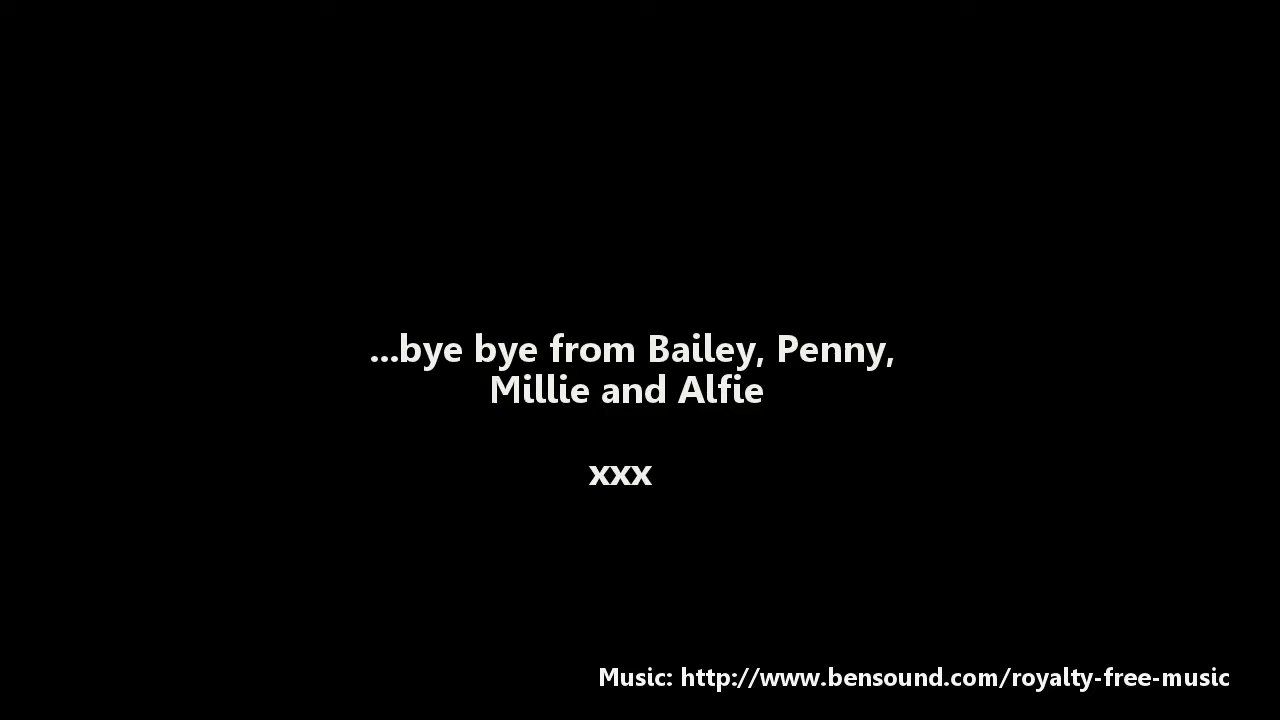 ...bye bye from Bailey, Penny,
Millie and Alfie
xxx
Music: http://www.bensound.com/royalty-free-music